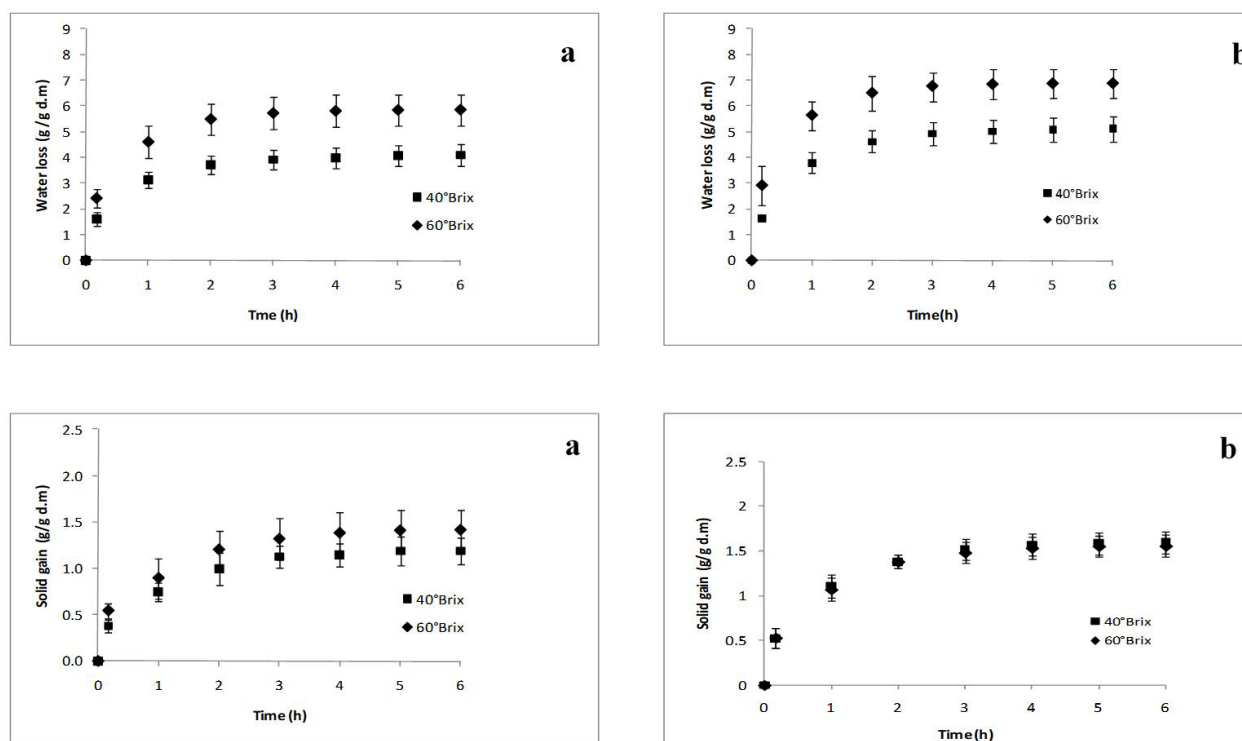 a
9
8
7
6
5
4
3
2
1
0
Water loss (g/g d.m)
40°Brix
60°Brix
0 1 2 3 4 5 6
Tme (h)
b
9
8
7
6
5
4
3
2
1
0
Water loss (g/g d.m)
40°Brix
60°Brix
0 1 2 3 4 5 6
Time(h)
a
2.5
2.0
1.5
1.0
0.5
0.0
Solid gain (g/g d.m)
40°Brix
60°Brix
0 1 2 3 4 5 6
Time (h)
b
2.5
2
1.5
1
0.5
0
Solid gain (g/g d.m)
40°Brix
60°Brix
0 1 2 3 4 5 6
Time(h)